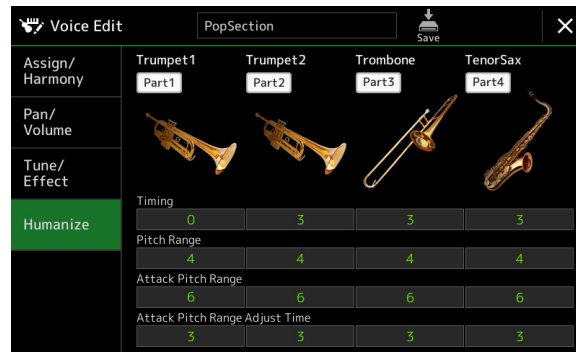 Voice Edit
PopSection
Save
Assign/
Harmony
Pan/
Volume
Tune/
Effect
Humanize
Trumpet1 Trumpet2 Trombone TenorSax
Part1 Part2 Part3 Part4
Timing
0 3 3 3
Pitch Range
4 4 4 4
Attack Pitch Range
6 6 6 6
Attack Pitch Range Adjust Time
3 3 3 3